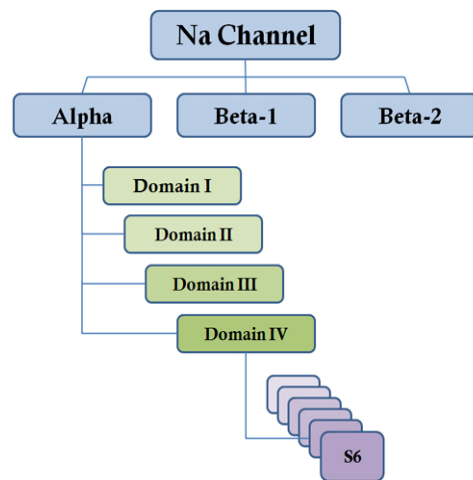 Na Channel
Alpha
Beta-1
Beta-2
Domain I
Domain II
Domain III
Domain IV
S6